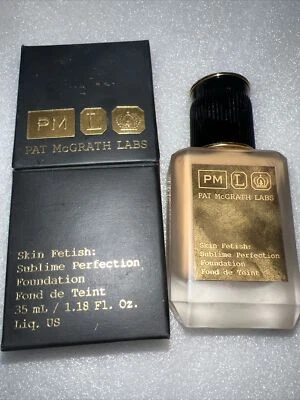 PM L
PAT McGRATH LABS
Skin Fetish:
Sublime Perfection
Foundation
Fond de Teint
35 mL / 1.18 Fl. Oz.
Liq. US
PM L
PAT McGRATH LABS
Skin Fetish:
Sublime Perfection
Foundation
Fond de Teint